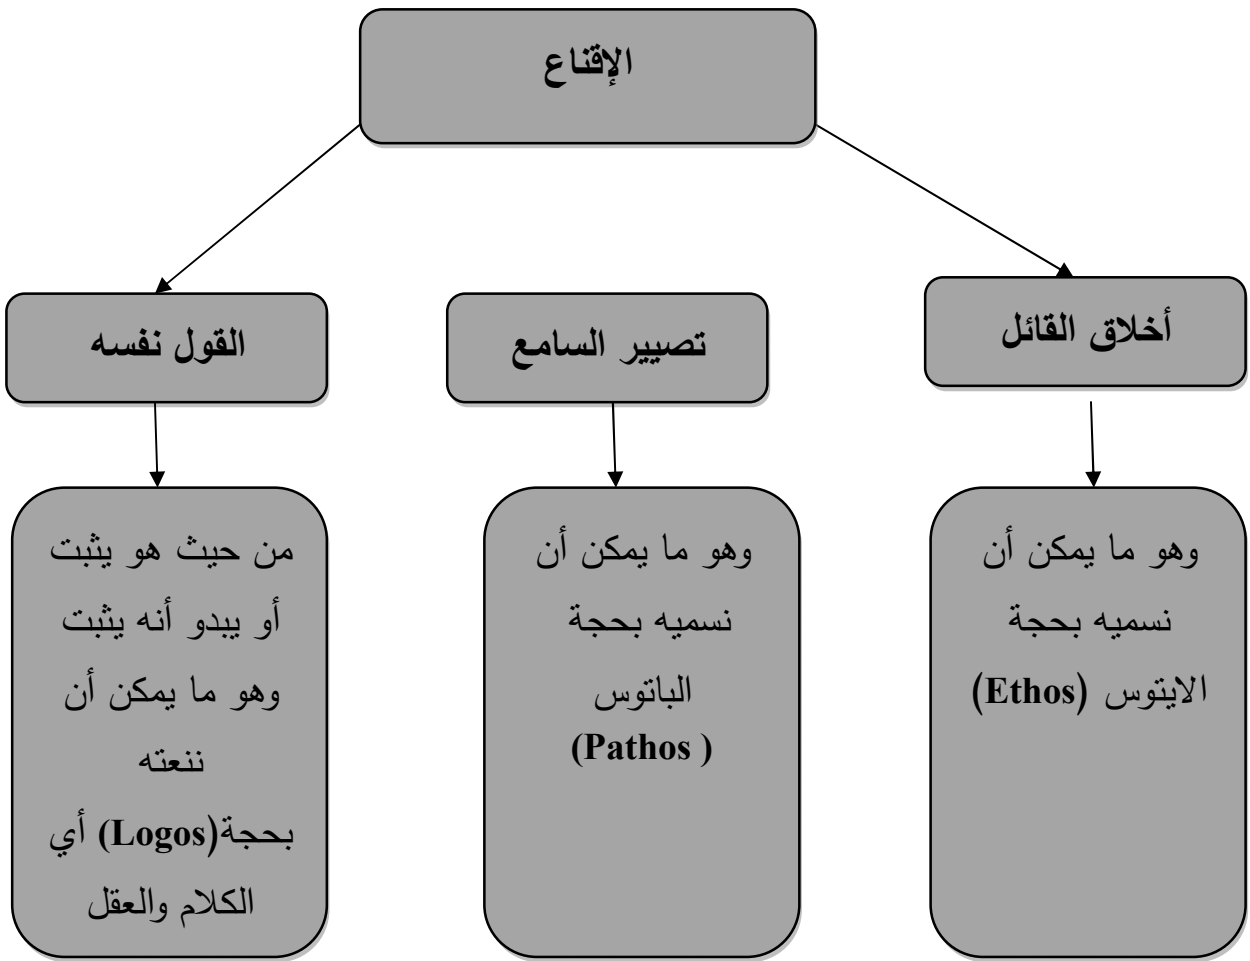 الإقناع
أخلاق القائل
تصيير السامع
القول نفسه
وهو ما يمكن أن
نسميه بحجة
الايتوس (Ethos)
وهو ما يمكن أن
نسميه بحجة
الباتوس
(Pathos )
من حيث هو يثبت
أو يبدو أنه يثبت
وهو ما يمكن أن
ننعته
بحجة(Logos) أي
الكلام والعقل